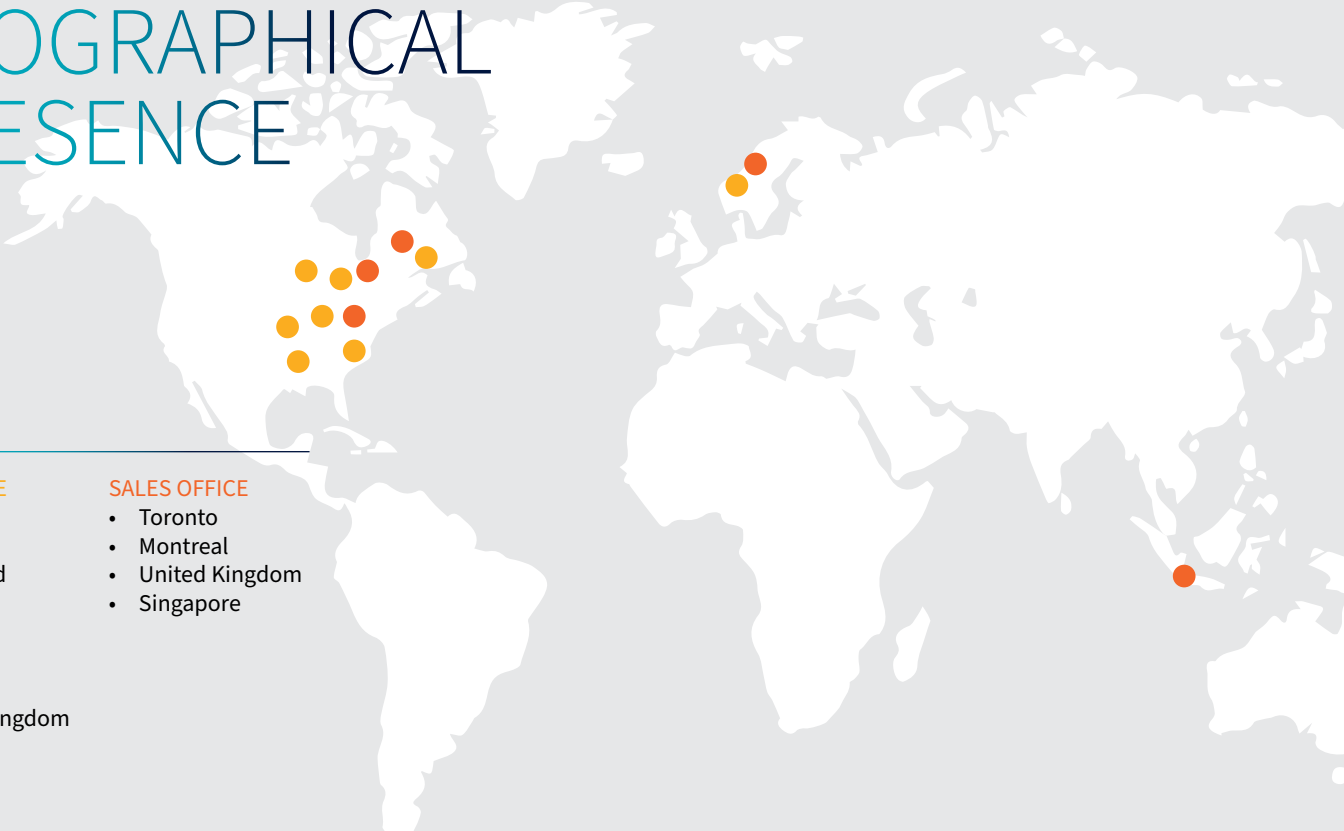 OGRAPHICAL
ESENCE
E
d
ngdom
SALES OFFICE
• Toronto
• Montreal
• United Kingdom
• Singapore